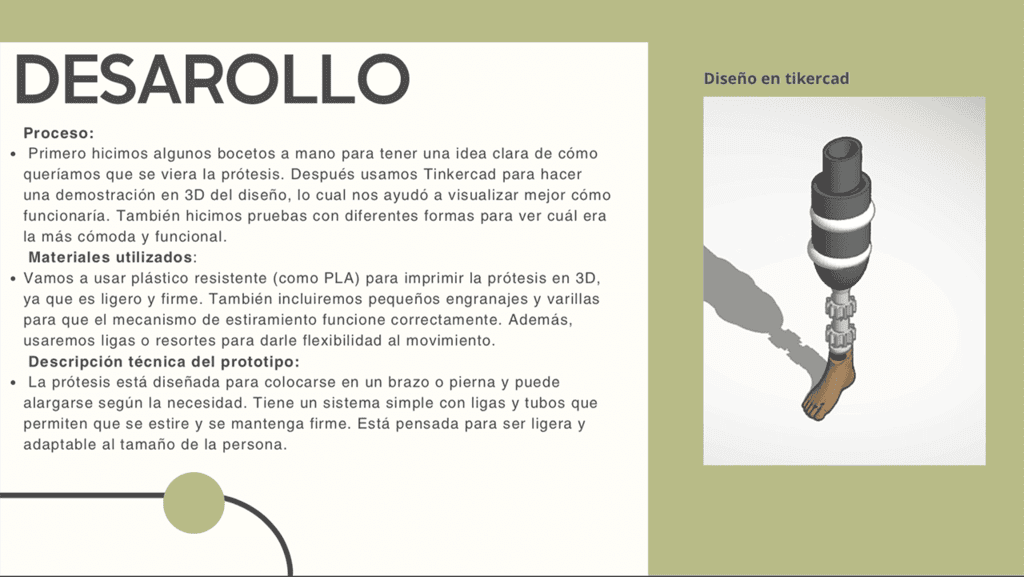 DESAROLLO
Proceso:
• Primero hicimos algunos bocetos a mano para tener una idea clara de cómo
queríamos que se viera la prótesis. Después usamos Tinkercad para hacer
una demostración en 3D del diseño, lo cual nos ayudó a visualizar mejor cómo
funcionaría. También hicimos pruebas con diferentes formas para ver cuál era
la más cómoda y funcional.
Materiales utilizados:
• Vamos a usar plástico resistente (como PLA) para imprimir la prótesis en 3D,
ya que es ligero y firme. También incluiremos pequeños engranajes y varillas
para que el mecanismo de estiramiento funcione correctamente. Además,
usaremos ligas o resortes para darle flexibilidad al movimiento.
Descripción técnica del prototipo:
• La prótesis está diseñada para colocarse en un brazo o pierna y puede
alargarse según la necesidad. Tiene un sistema simple con ligas y tubos que
permiten que se estire y se mantenga firme. Está pensada para ser ligera y
adaptable al tamaño de la persona.
Diseño en tikercad